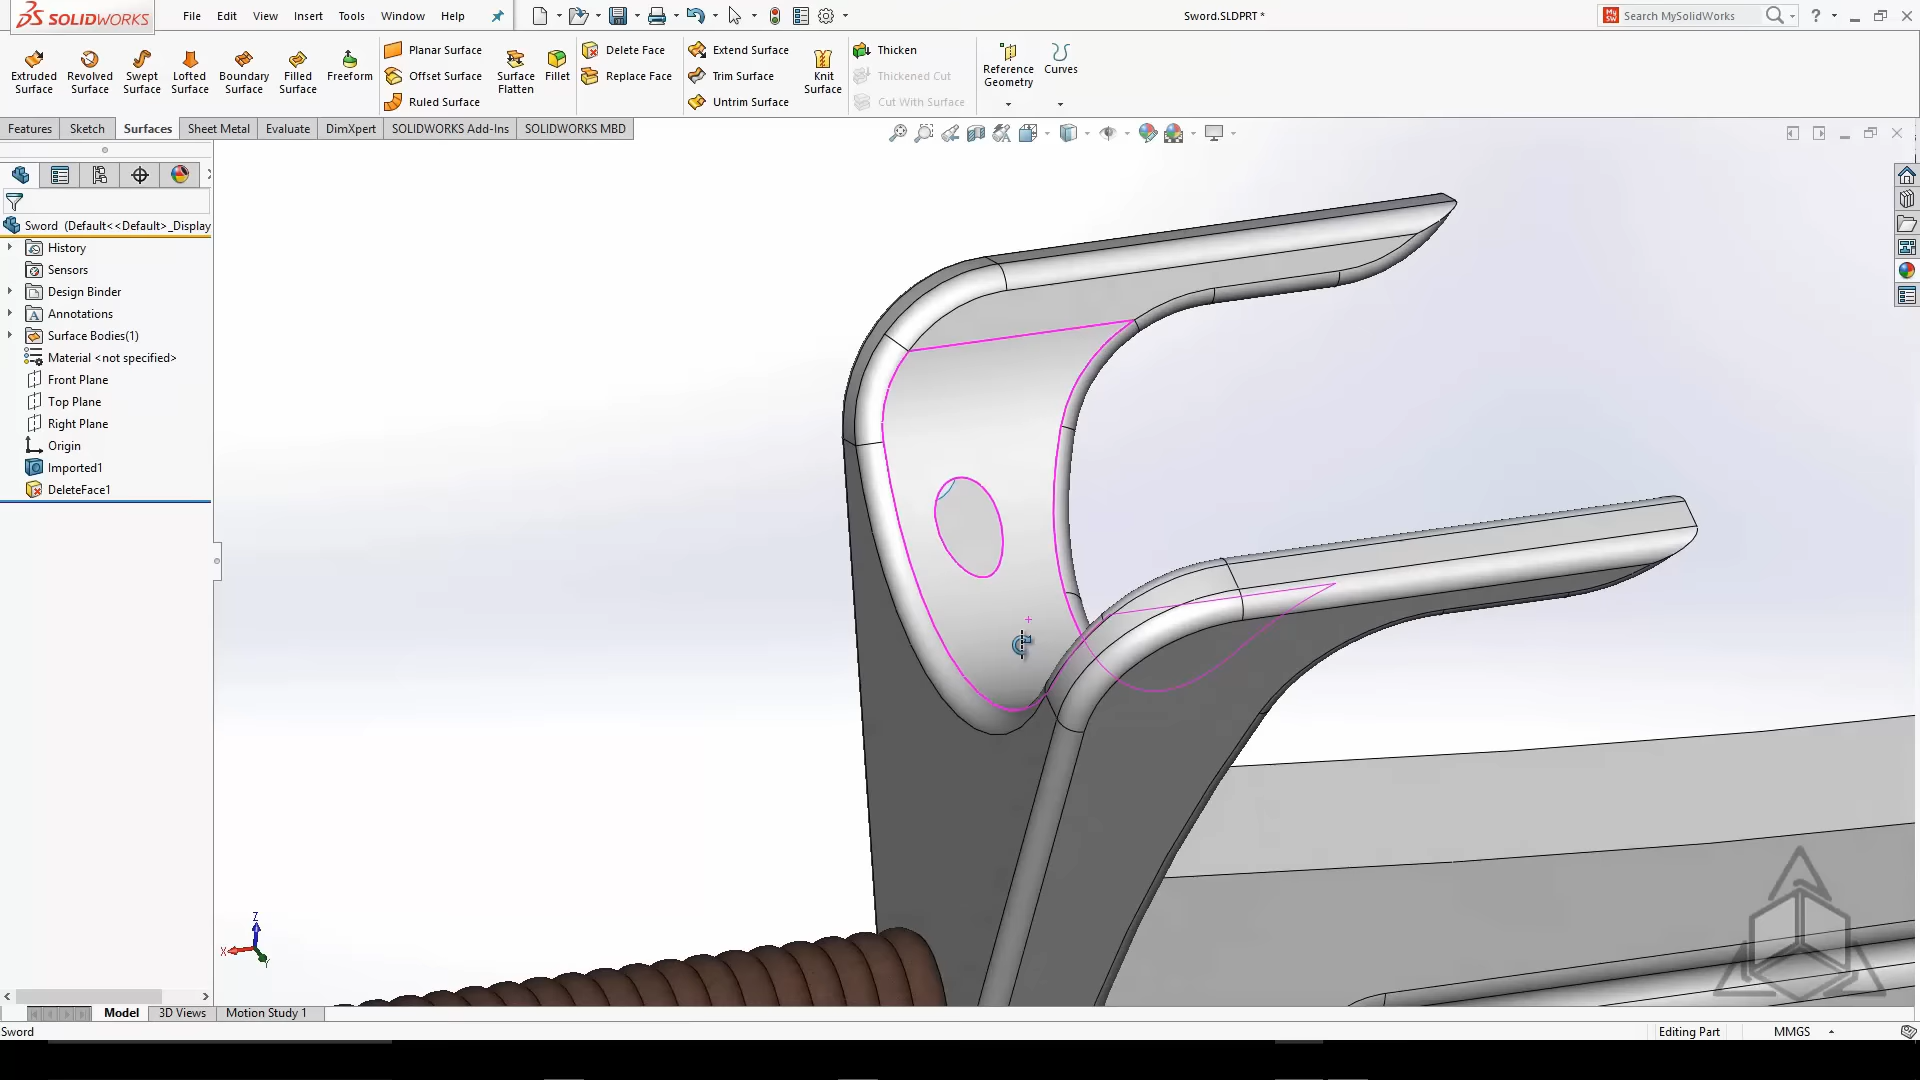 SOLIDWORKS File Edit View Insert Tools Window Help Sword.SLDPRT * Search MySolidWorks ?
Extruded Surface
Revolved Surface
Swept Surface
Lofted Surface
Boundary Surface
Filled Surface
Freeform
Planar Surface
Offset Surface
Ruled Surface
Surface Flatten
Fillet
Delete Face
Replace Face
Extend Surface
Trim Surface
Untrim Surface
Knit Surface
Thicken
Thickened Cut
Cut With Surface
Reference Geometry
Curves
Features Sketch Surfaces Sheet Metal Evaluate DimXpert SOLIDWORKS Add-Ins SOLIDWORKS MBD
Sword (Default<<Default>_Display
History
Sensors
Design Binder
Annotations
Surface Bodies(1)
Material <not specified>
Front Plane
Top Plane
Right Plane
Origin
Imported1
DeleteFace1
Z
X
Model 3D Views Motion Study 1
Sword Editing Part MMGS